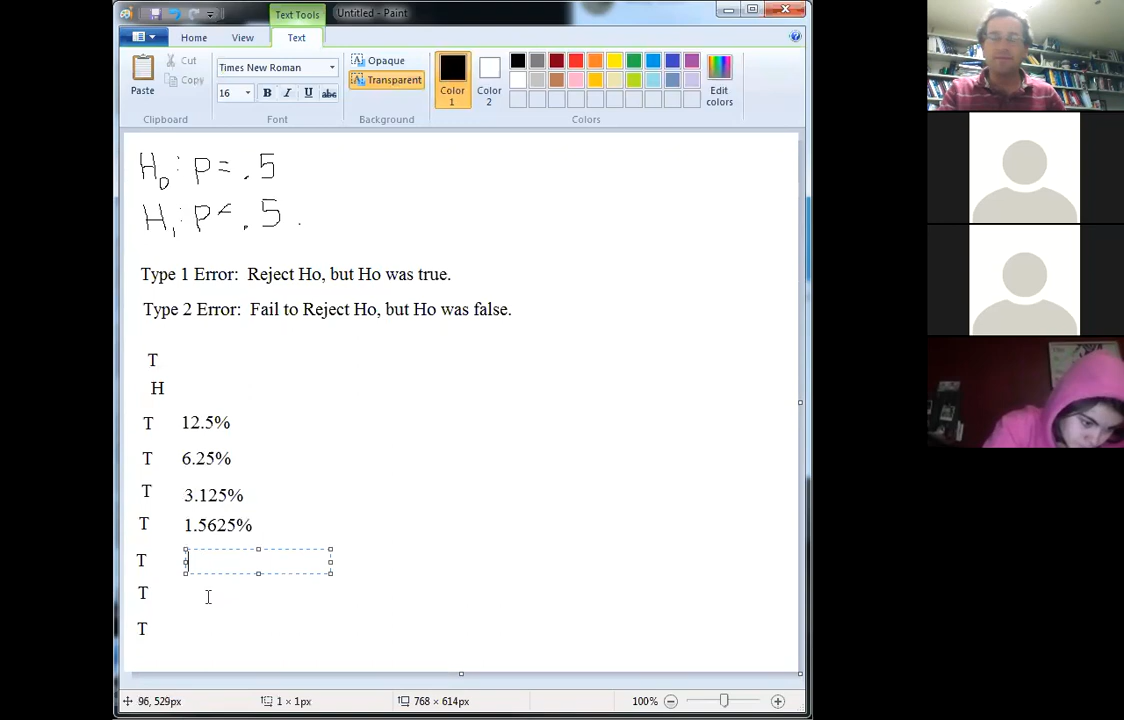 Text Tools
Untitled - Paint
Home View Text
Paste
Cut
Copy
Clipboard
Times New Roman
16 B I U abc
Font
Opaque
Transparent
Background
Color 1
Color 2
Edit colors
Colors
H0: P = .5
H1: P < .5 .
Type 1 Error: Reject Ho, but Ho was true.
Type 2 Error: Fail to Reject Ho, but Ho was false.
T
H
T 12.5%
T 6.25%
T 3.125%
T 1.5625%
T
T
T
96, 529px
1 × 1px
768 × 614px
100%